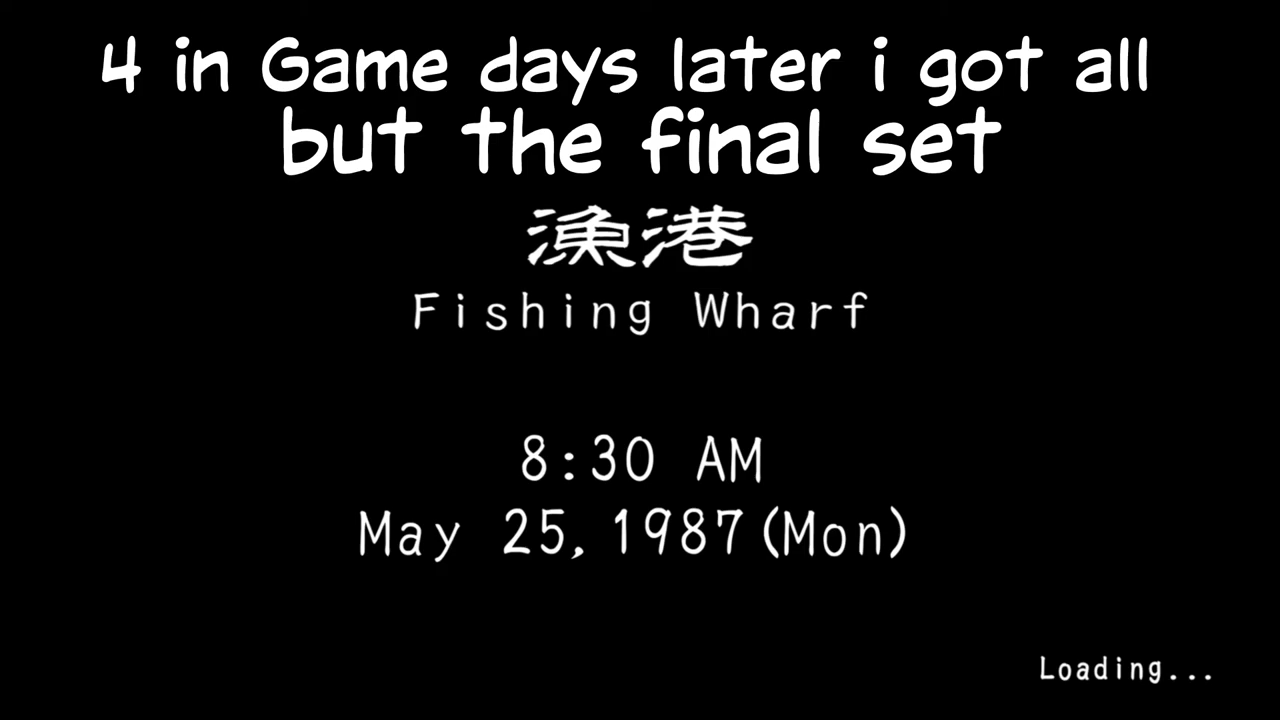 4 in Game days later i got all
but the final set
漁港
Fishing Wharf
8:30 AM
May 25,1987(Mon)
Loading...